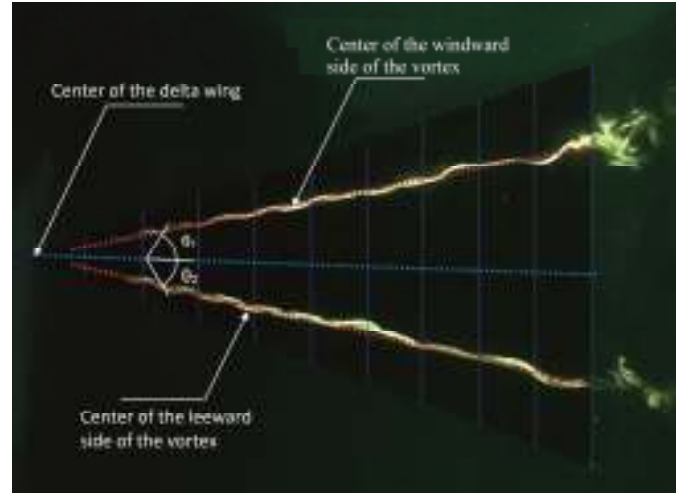 Center of the windward
side of the vortex
Center of the delta wing
θ₁
θ₂
Center of the leeward
side of the vortex